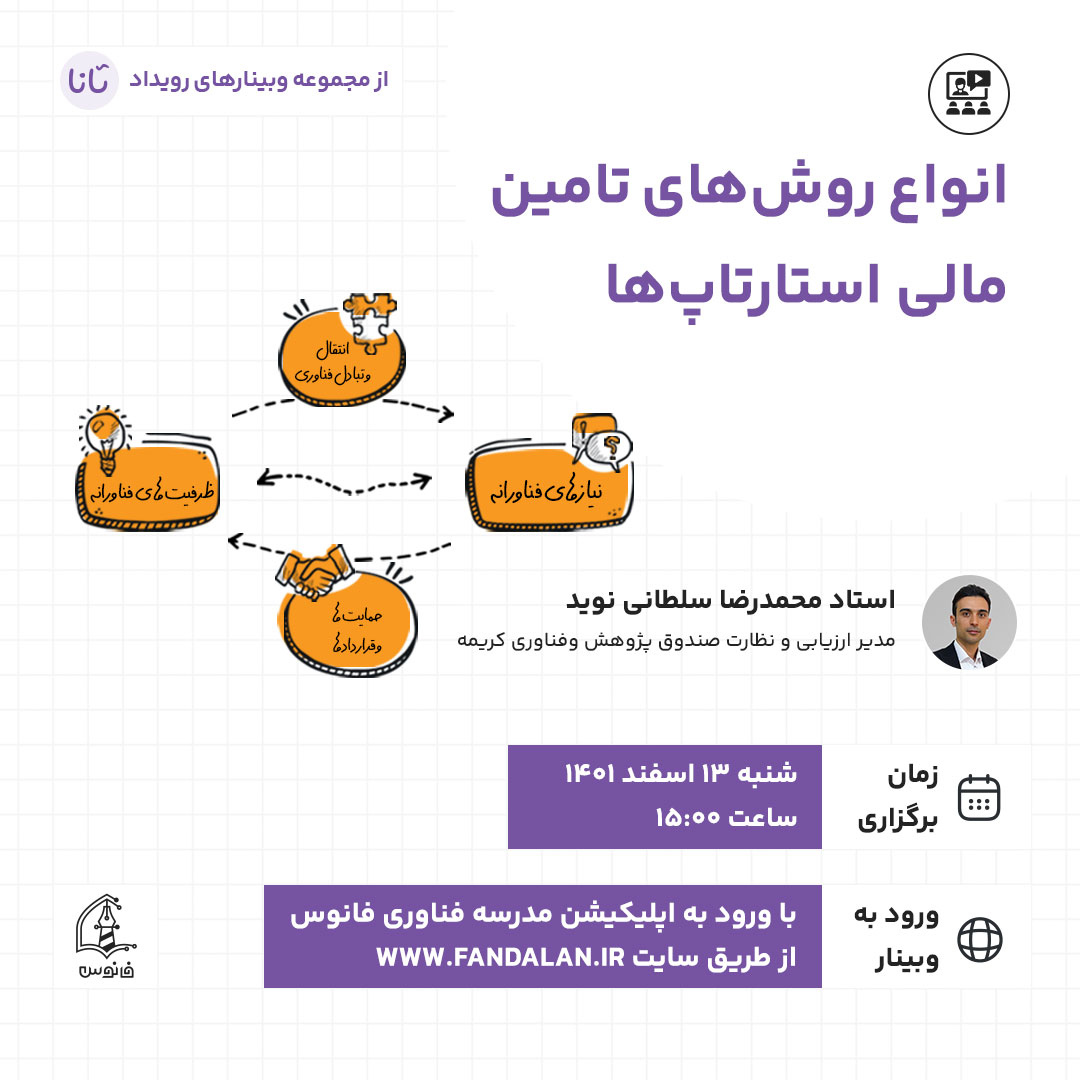 از مجموعه وبینارهای رویداد تانا
انواع روش‌های تامین
مالی استارتاپ‌ها
انتقال
و تبادل فناوری
ظرفیت‌های فناورانه
نیازهای فناورانه
حمایت‌ها
و قراردادها
استاد محمدرضا سلطانی نوید
مدیر ارزیابی و نظارت صندوق پژوهش وفناوری کریمه
زمان
برگزاری
شنبه ۱۳ اسفند ۱۴۰۱
ساعت ۱۵:۰۰
ورود به
وبینار
با ورود به اپلیکیشن مدرسه فناوری فانوس
از طریق سایت WWW.FANDALAN.IR
فانوس